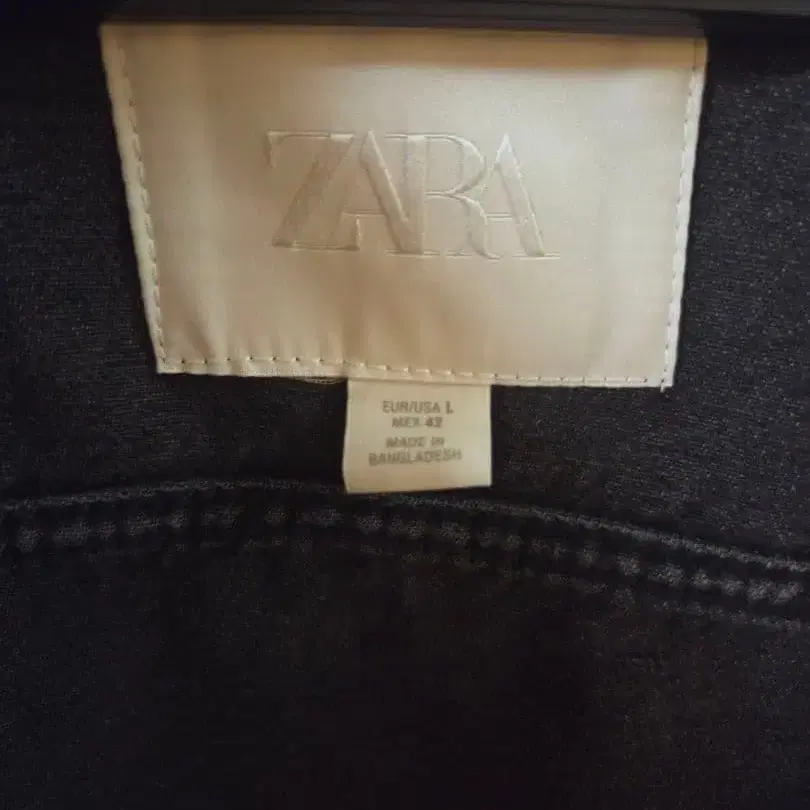 ZARA
EUR/USA L
MEX 42
MADE IN
BANGLADESH